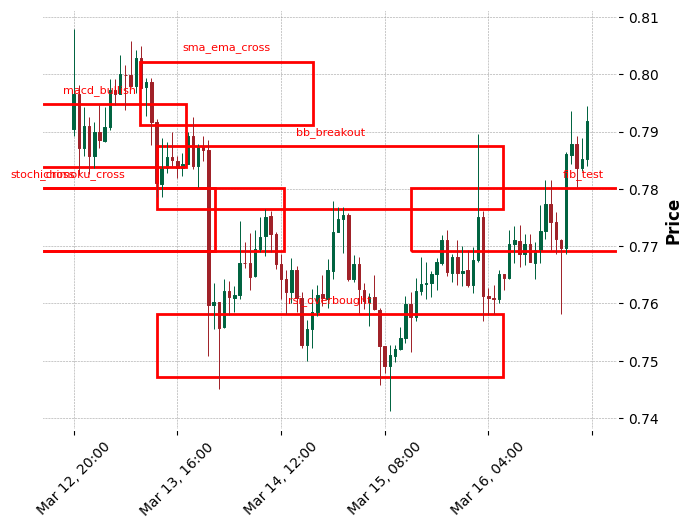 0.81
sma_ema_cross
0.80
macd_bullish
0.79
bb_breakout
0.78
fib_test
0.77
0.76
rsi_overbought
0.75
0.74
Price
Mar 12, 20:00
Mar 13, 16:00
Mar 14, 12:00
Mar 15, 08:00
Mar 16, 04:00